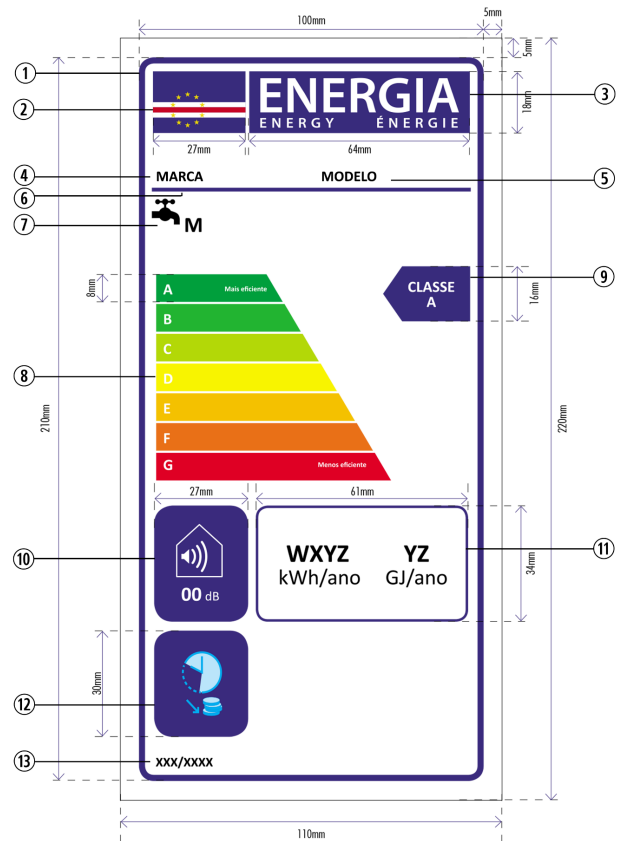 100mm
5mm
5mm
1
2
ENERGIA
ENERGY ÉNERGIE
3
18mm
27mm
64mm
4
MARCA
MODELO
5
6
7
M
8mm
A Mais eficiente
B
C
D
E
F
G Menos eficiente
8
CLASSE
A
9
16mm
210mm
220mm
27mm
61mm
10
00 dB
WXYZ YZ
kWh/ano GJ/ano
11
34mm
30mm
12
13
XXX/XXXX
110mm